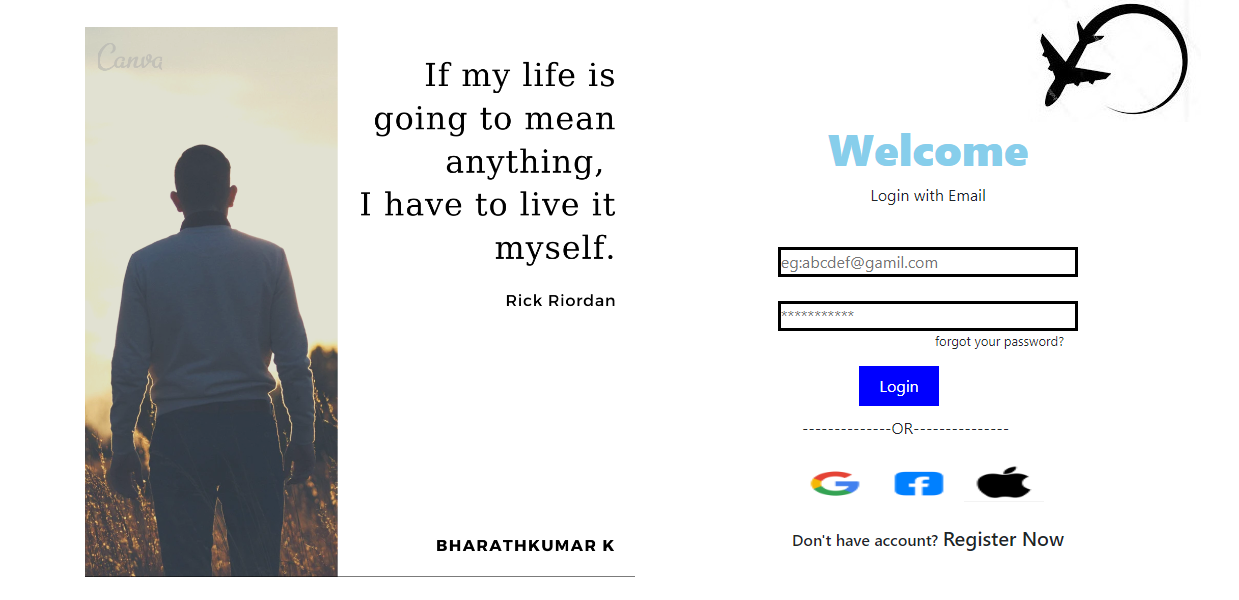 Canva
If my life is
going to mean
anything,
I have to live it
myself.
Rick Riordan
BHARATHKUMAR K
Welcome
Login with Email
eg:abcdef@gamil.com
***********
forgot your password?
Login
--------------OR---------------
Don't have account? Register Now